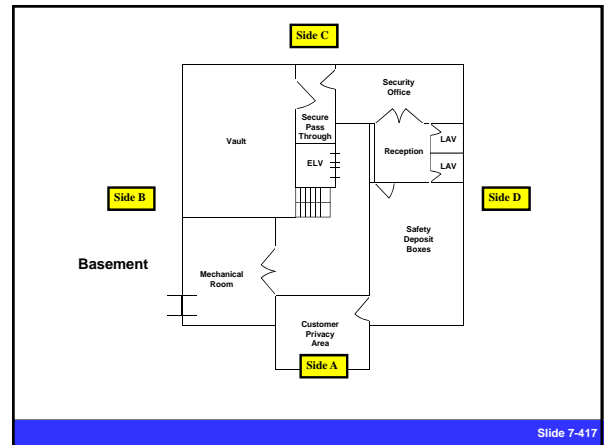 Side C
Security
Office
Secure
Pass
Through
Vault
Reception
LAV
LAV
ELV
Side B
Side D
Safety
Deposit
Boxes
Basement
Mechanical
Room
Customer
Privacy
Area
Side A
Slide 7-417